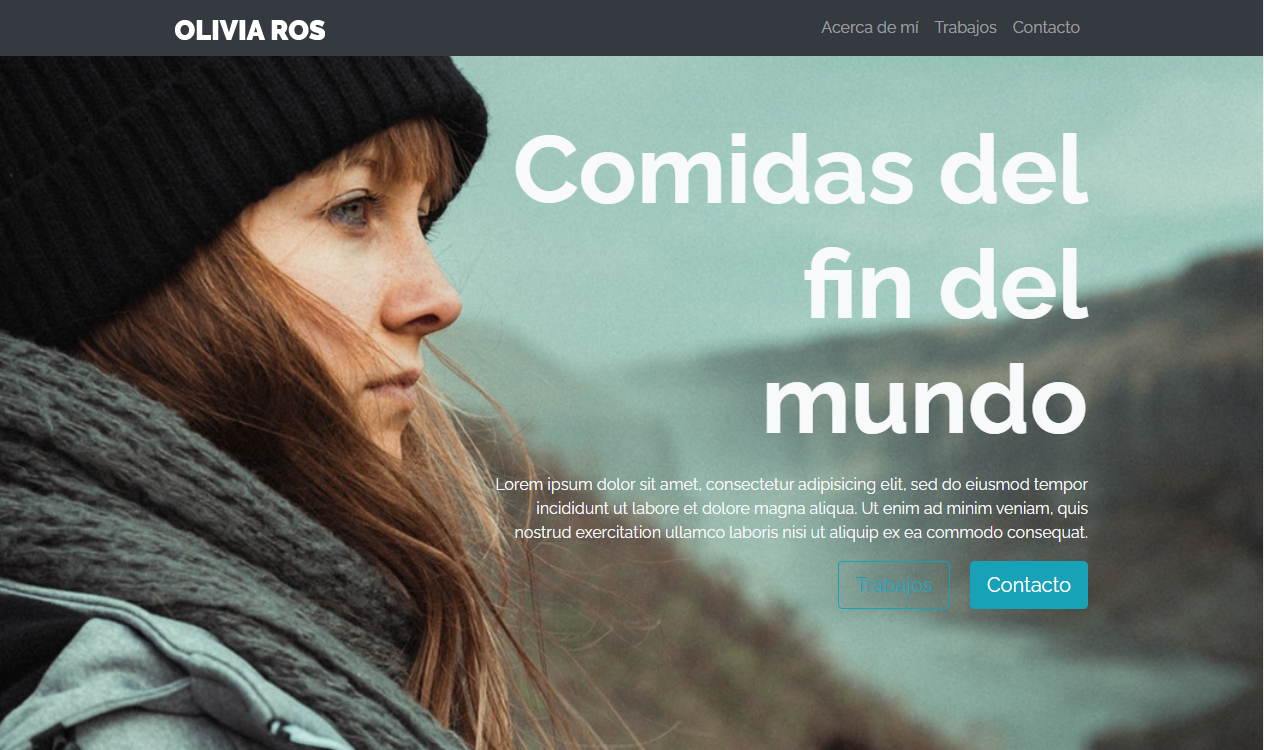 OLIVIA ROS
Acerca de mí Trabajos Contacto
Comidas del
fin del
mundo
Lorem ipsum dolor sit amet, consectetur adipisicing elit, sed do eiusmod tempor
incididunt ut labore et dolore magna aliqua. Ut enim ad minim veniam, quis
nostrud exercitation ullamco laboris nisi ut aliquip ex ea commodo consequat.
Trabajos Contacto